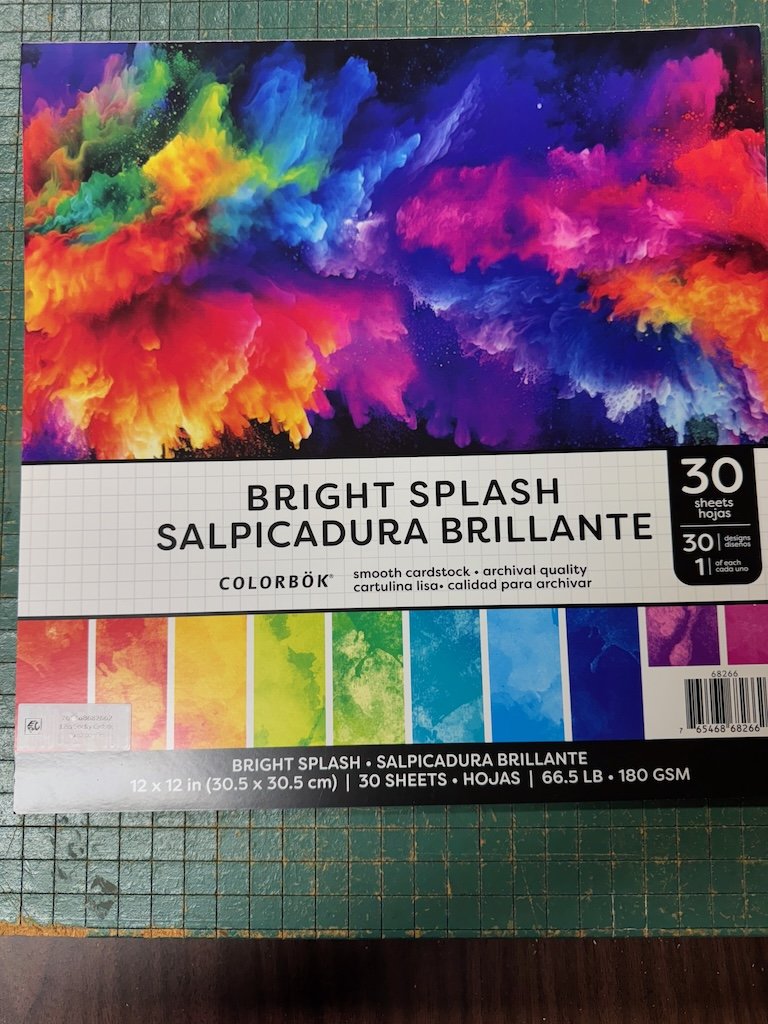 BRIGHT SPLASH
SALPICADURA BRILLANTE
COLORBÖK®
smooth cardstock • archival quality
cartulina lisa • calidad para archivar
30
sheets
hojas
30 designs
diseños
1 of each
cada uno
68266
7 65468 68266
BRIGHT SPLASH • SALPICADURA BRILLANTE
12 x 12 in (30.5 x 30.5 cm) | 30 SHEETS • HOJAS | 66.5 LB • 180 GSM